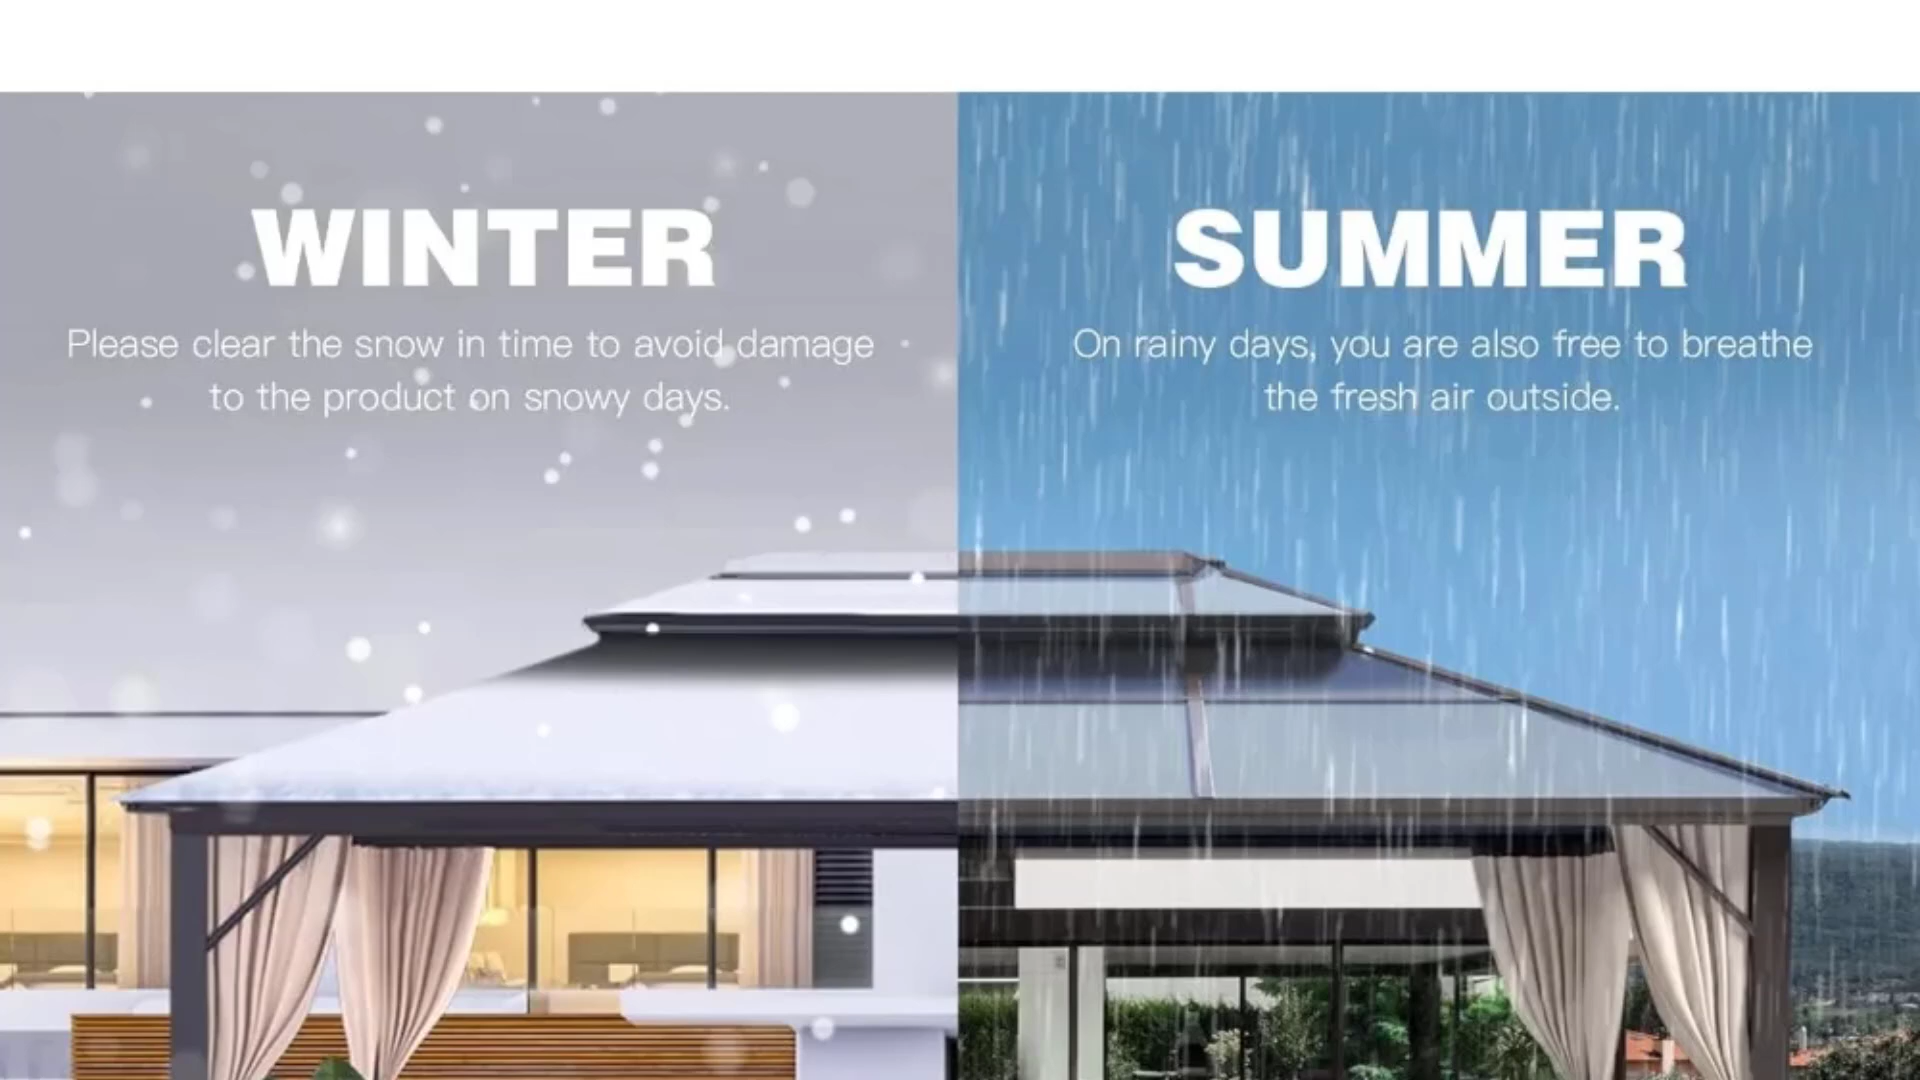 WINTER
Please clear the snow in time to avoid damage
to the product on snowy days.
SUMMER
On rainy days, you are also free to breathe
the fresh air outside.